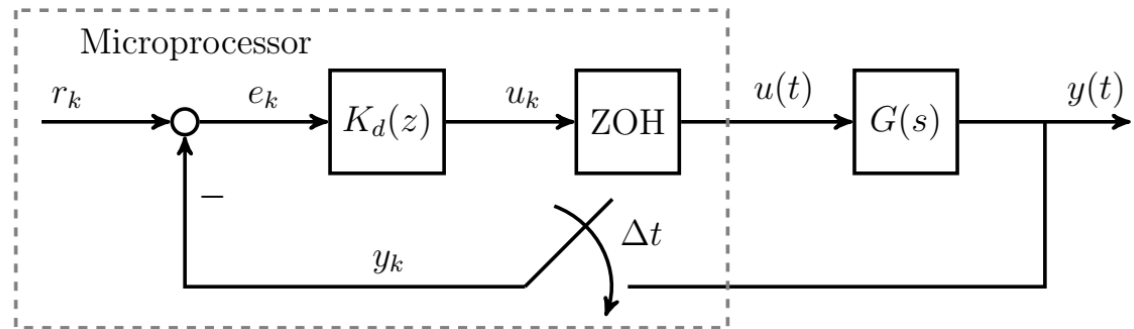 Microprocessor
r_k
e_k
K_d(z)
u_k
ZOH
u(t)
G(s)
y(t)
−
y_k
Δt